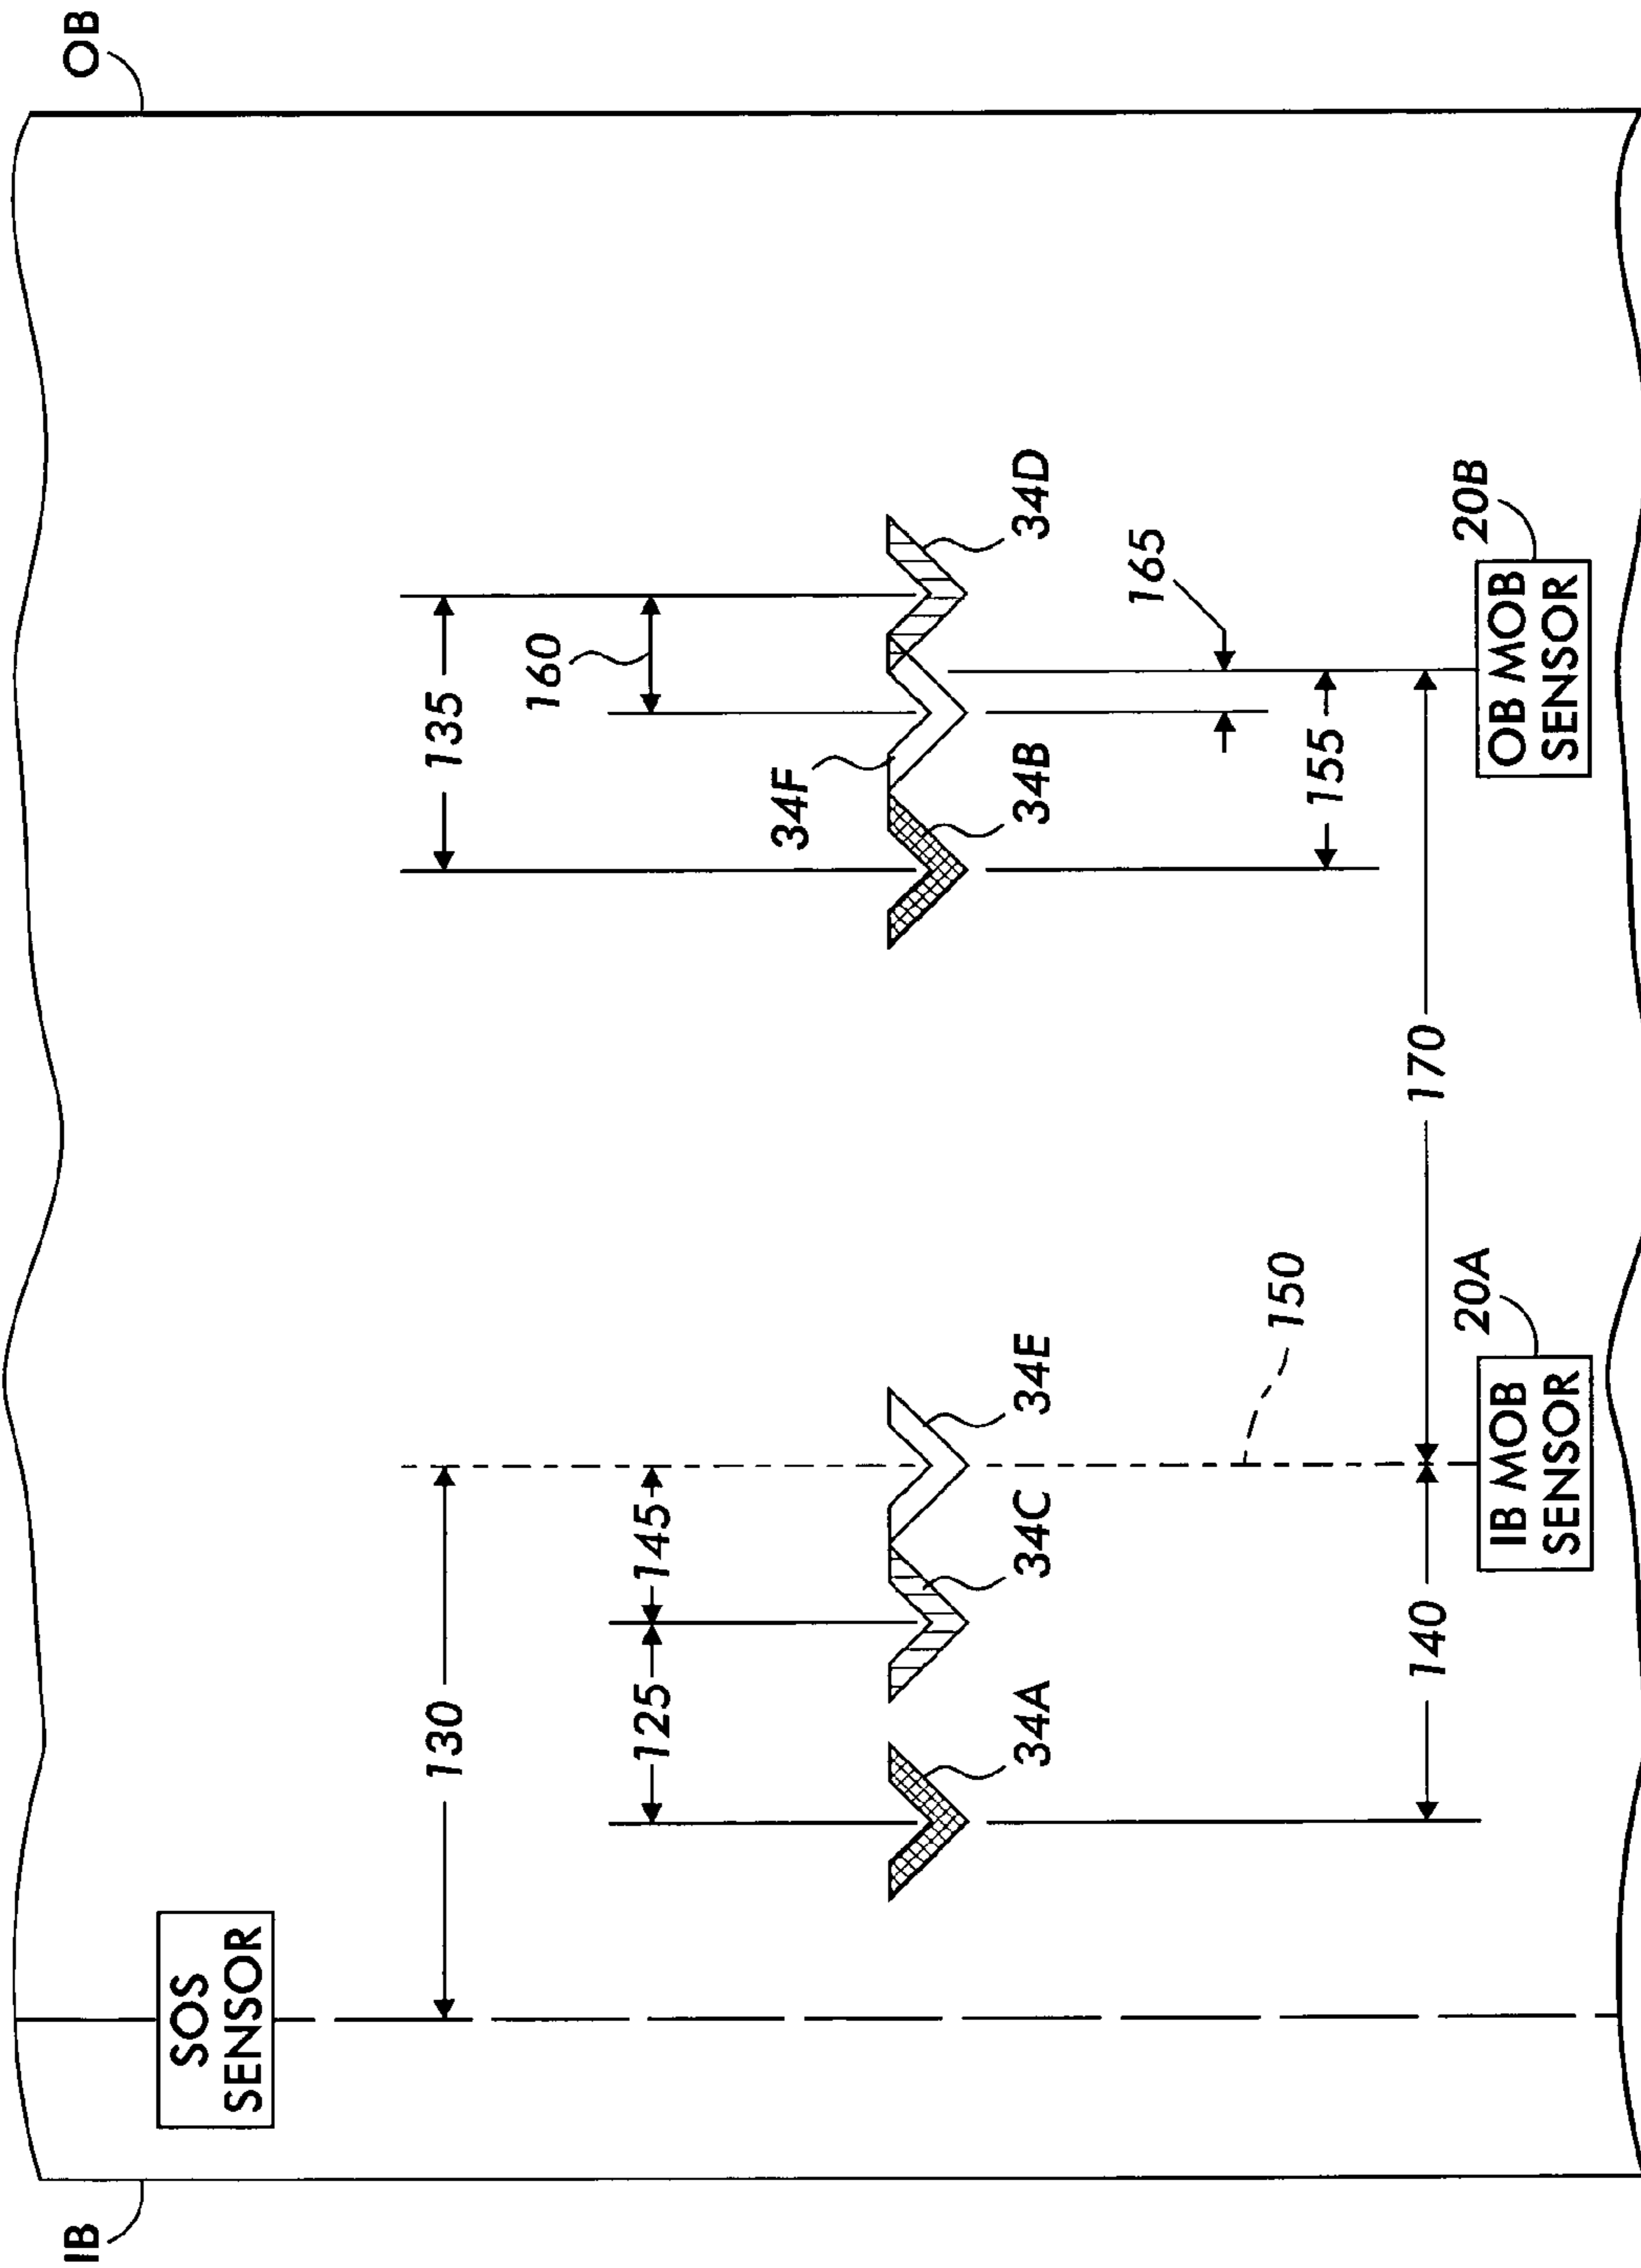 IB
OB
SOS
SENSOR
130
135
125
145
160
34F
34A
34C
34E
34B
34D
165
150
155
140
170
20A
20B
IB MOB
SENSOR
OB MOB
SENSOR